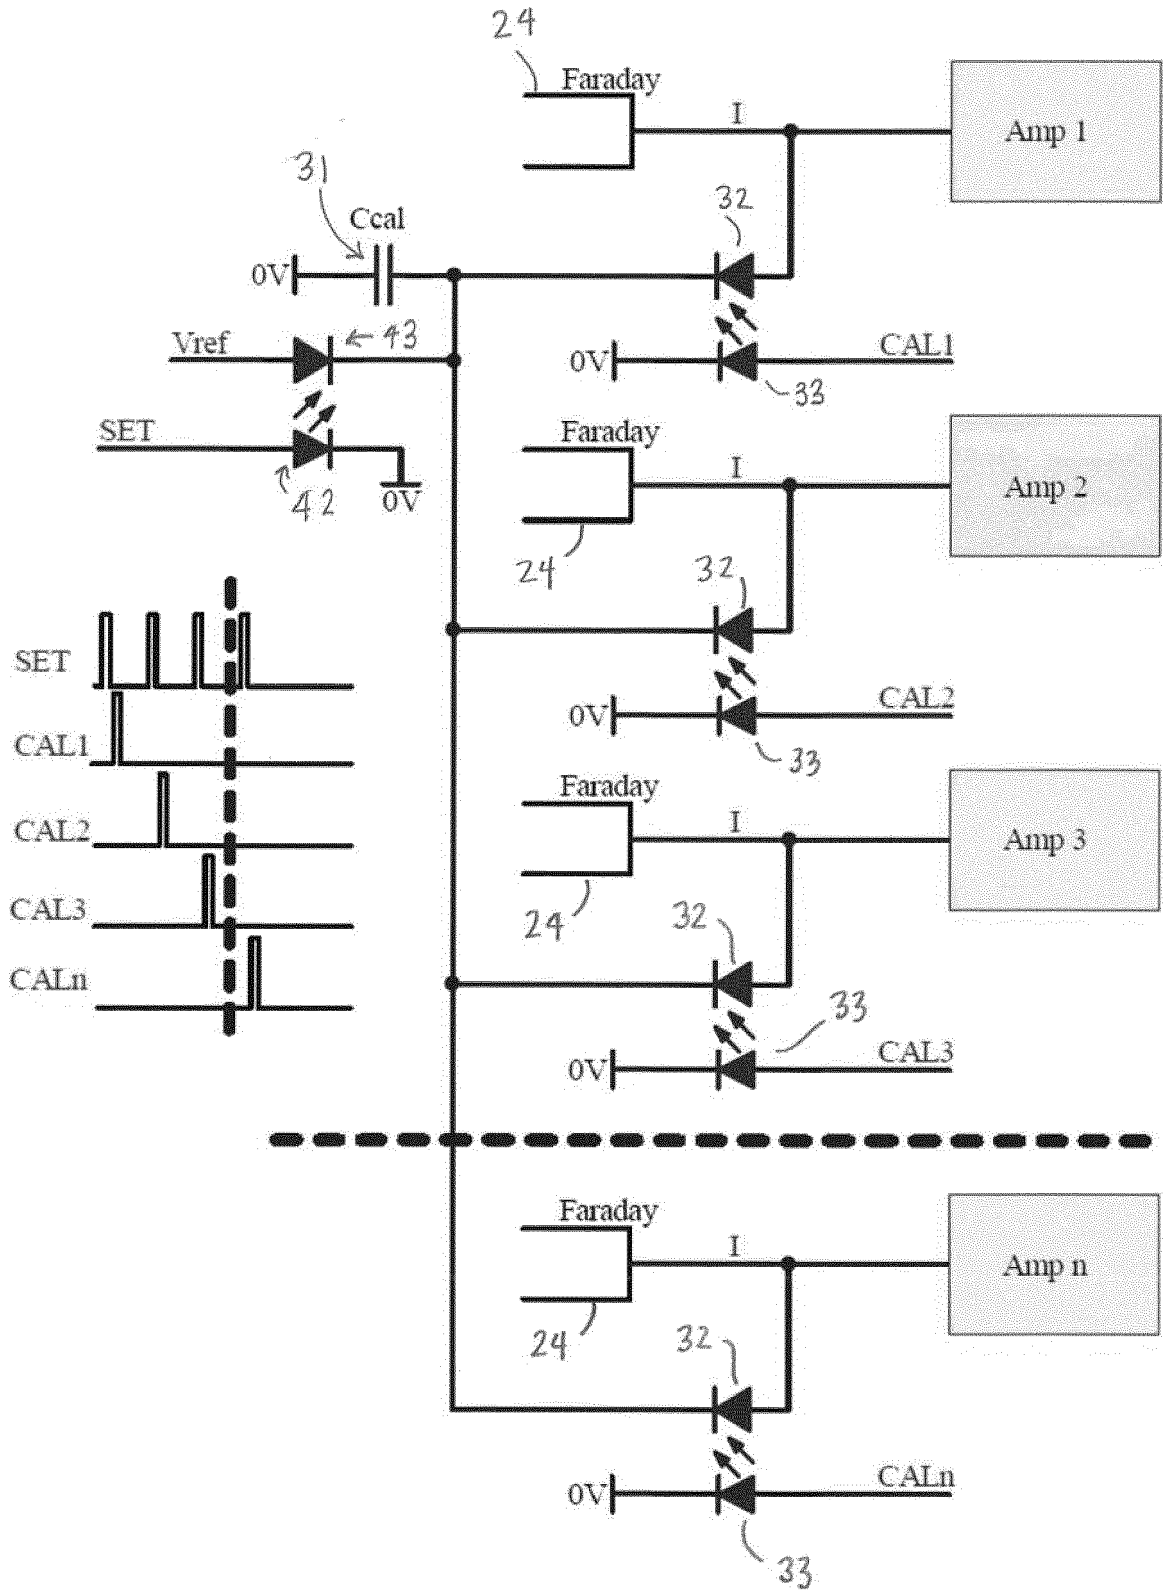 24
Faraday
I
Amp 1
31
Ccal
32
0V
43
Vref
CAL1
0V
33
SET
42
0V
Faraday
I
Amp 2
24
32
CAL2
0V
33
SET
CAL1
CAL2
CAL3
CALn
Faraday
I
Amp 3
24
32
33
CAL3
0V
Faraday
I
Amp n
24
32
CALn
0V
33